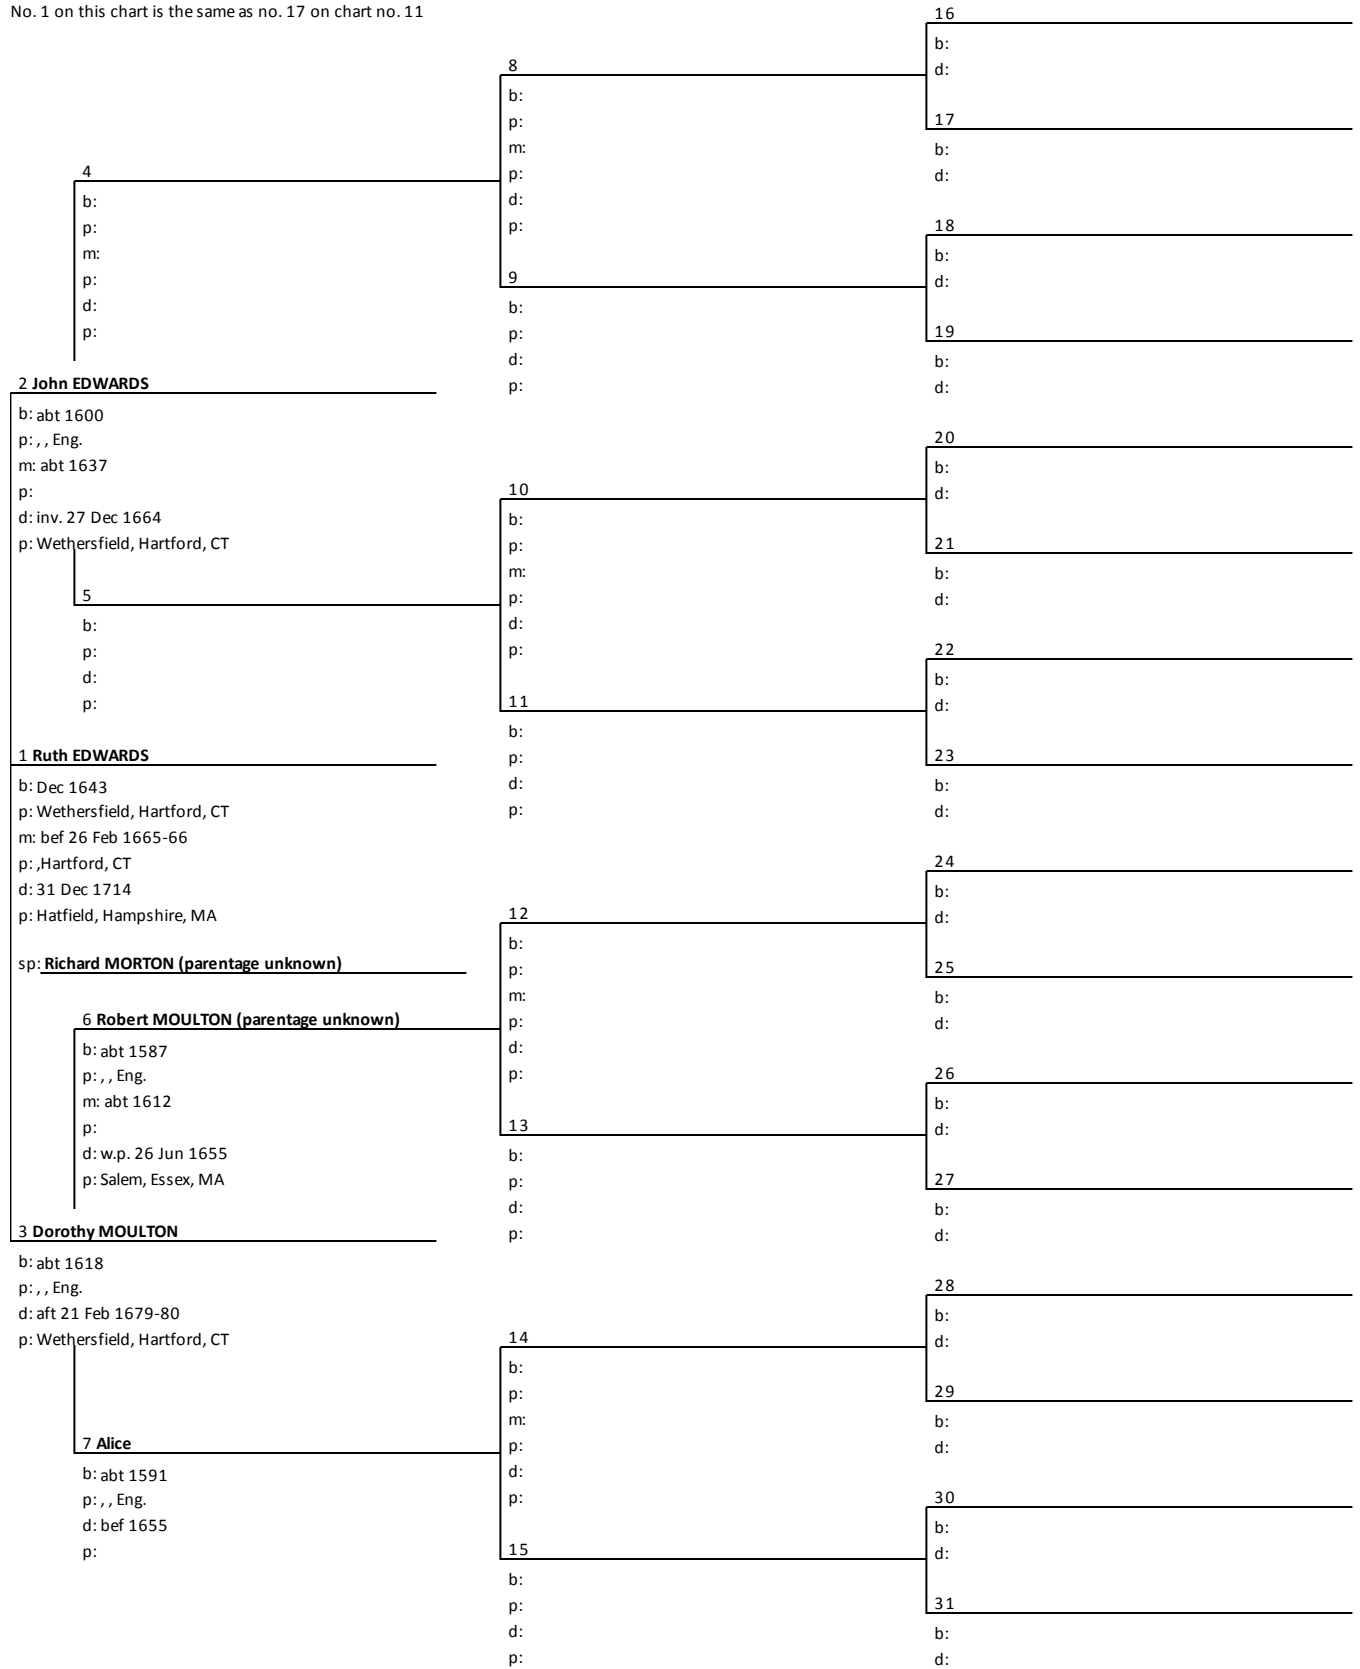 No. 1 on this chart is the same as no. 17 on chart no. 11
4
b:
p:
m:
p:
d:
p:
2 John EDWARDS
b: abt 1600
p: , , Eng.
m: abt 1637
p:
d: inv. 27 Dec 1664
p: Wethersfield, Hartford, CT
5
b:
p:
d:
p:
1 Ruth EDWARDS
b: Dec 1643
p: Wethersfield, Hartford, CT
m: bef 26 Feb 1665-66
p: ,Hartford, CT
d: 31 Dec 1714
p: Hatfield, Hampshire, MA
sp: Richard MORTON (parentage unknown)
6 Robert MOULTON (parentage unknown)
b: abt 1587
p: , , Eng.
m: abt 1612
p:
d: w.p. 26 Jun 1655
p: Salem, Essex, MA
3 Dorothy MOULTON
b: abt 1618
p: , , Eng.
d: aft 21 Feb 1679-80
p: Wethersfield, Hartford, CT
7 Alice
b: abt 1591
p: , , Eng.
d: bef 1655
p:
8
b:
p:
m:
p:
d:
p:
9
b:
p:
d:
p:
10
b:
p:
m:
p:
d:
p:
11
b:
p:
d:
p:
12
b:
p:
m:
p:
d:
p:
13
b:
p:
d:
p:
14
b:
p:
m:
p:
d:
p:
15
b:
p:
d:
p:
16
b:
d:
17
b:
d:
18
b:
d:
19
b:
d:
20
b:
d:
21
b:
d:
22
b:
d:
23
b:
d:
24
b:
d:
25
b:
d:
26
b:
d:
27
b:
d:
28
b:
d:
29
b:
d:
30
b:
d:
31
b:
d: